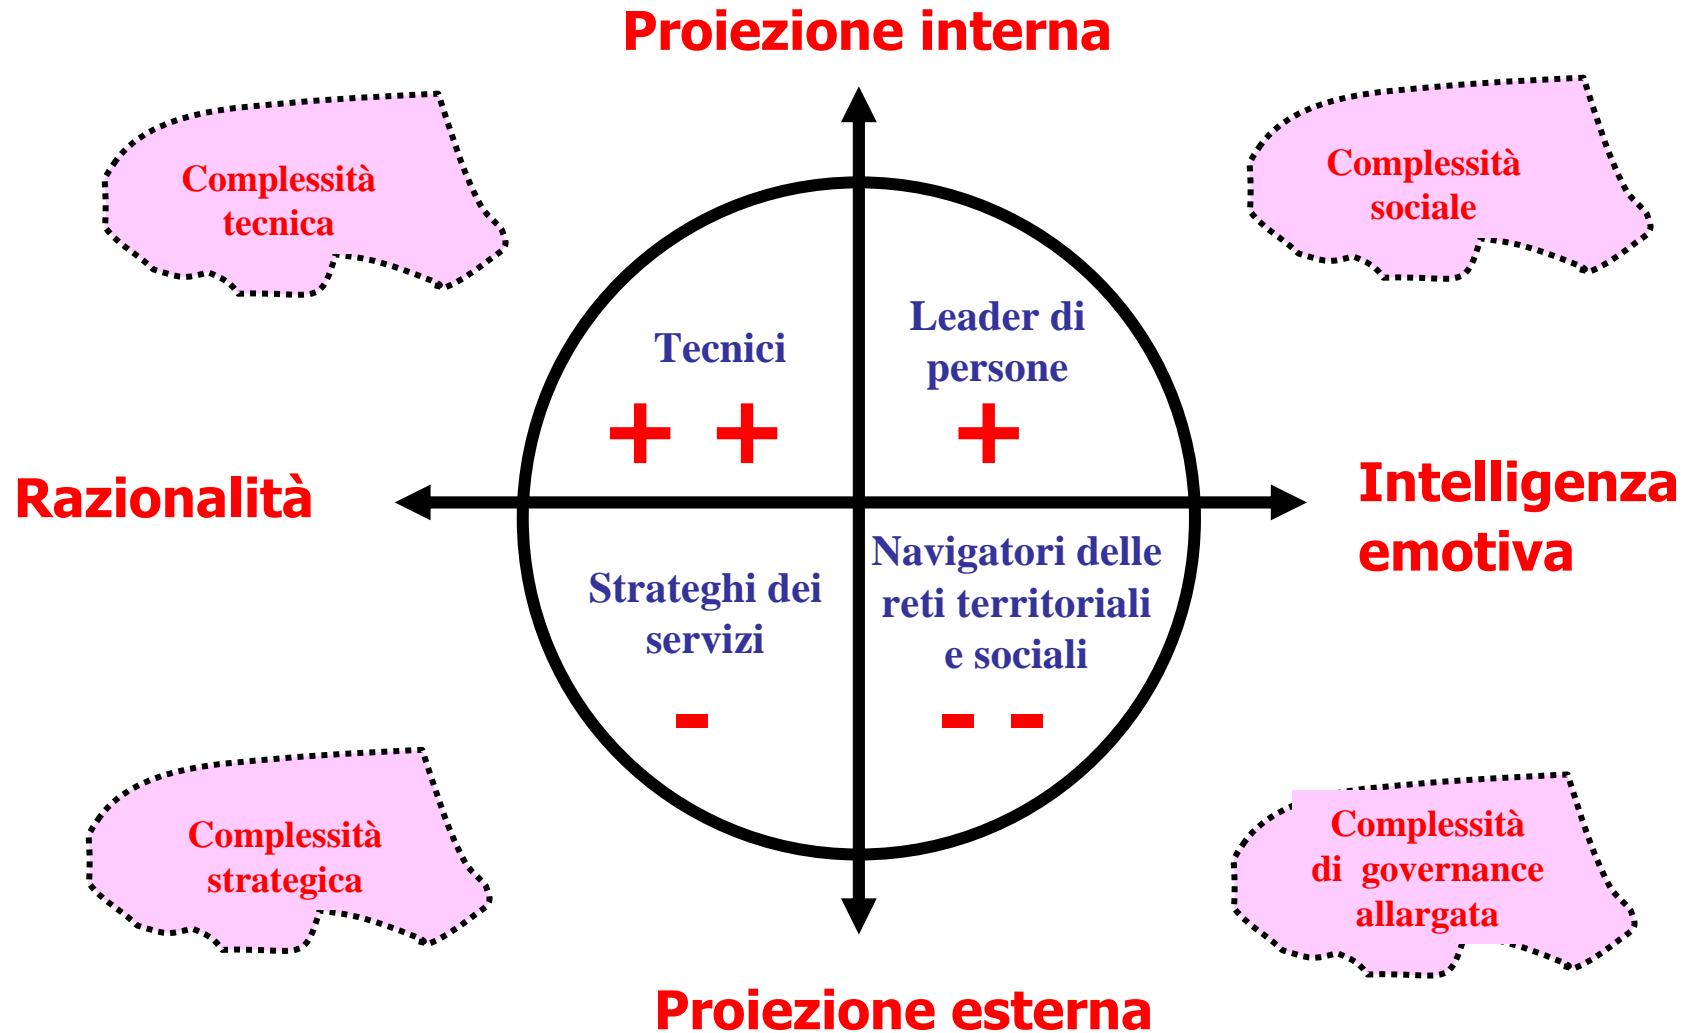 Proiezione interna
Complessità
tecnica
Complessità
sociale
Tecnici
Leader di
persone
+ +
+
Razionalità
Intelligenza
emotiva
Strateghi dei
servizi
Navigatori delle
reti territoriali
e sociali
-
- -
Complessità
strategica
Complessità
di governance
allargata
Proiezione esterna